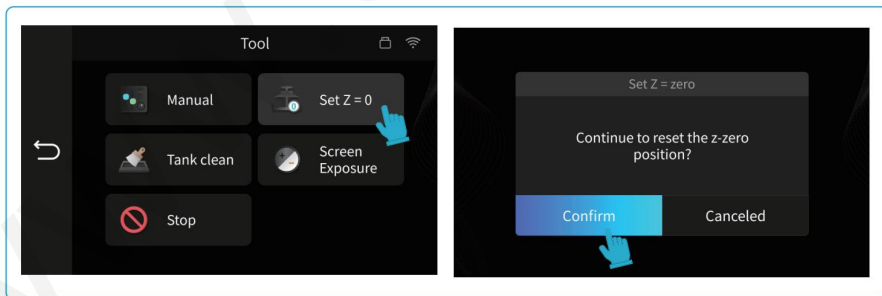 Tool
Manual
0
Set Z = 0
Tank clean
Screen
Exposure
Stop
Set Z = zero
Continue to reset the z-zero
position?
Confirm
Canceled